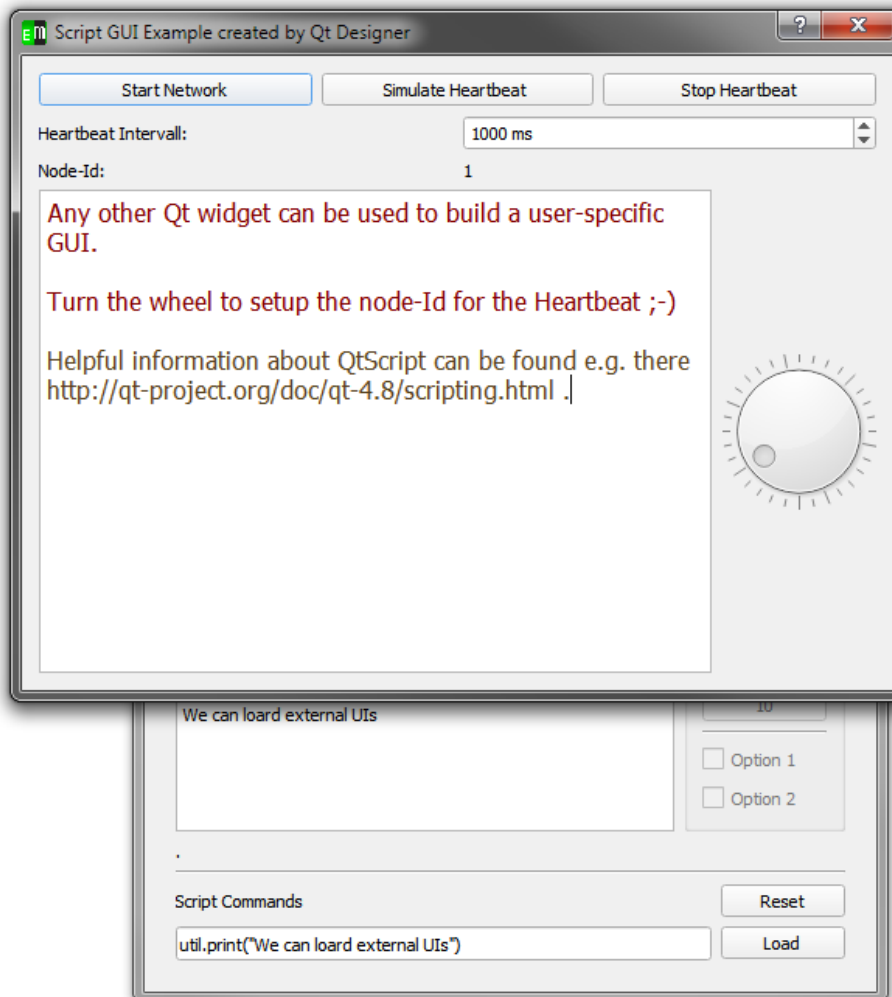 EM Script GUI Example created by Qt Designer ?
Start Network Simulate Heartbeat Stop Heartbeat
Heartbeat Intervall: 1000 ms
Node-Id: 1
Any other Qt widget can be used to build a user-specific
GUI.
Turn the wheel to setup the node-Id for the Heartbeat ;-)
Helpful information about QtScript can be found e.g. there
http://qt-project.org/doc/qt-4.8/scripting.html .
We can loard external UIs
10
Option 1
Option 2
.
Script Commands Reset
util.print("We can loard external UIs") Load